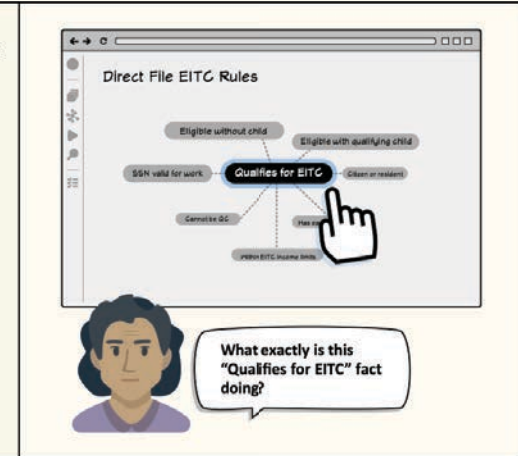 Direct File EITC Rules
Eligible without child
Eligible with qualifying child
SSN valid for work
Qualifies for EITC
Citizen or resident
Cannot be QC
Has
Within EITC income limits
What exactly is this
“Qualifies for EITC” fact
doing?